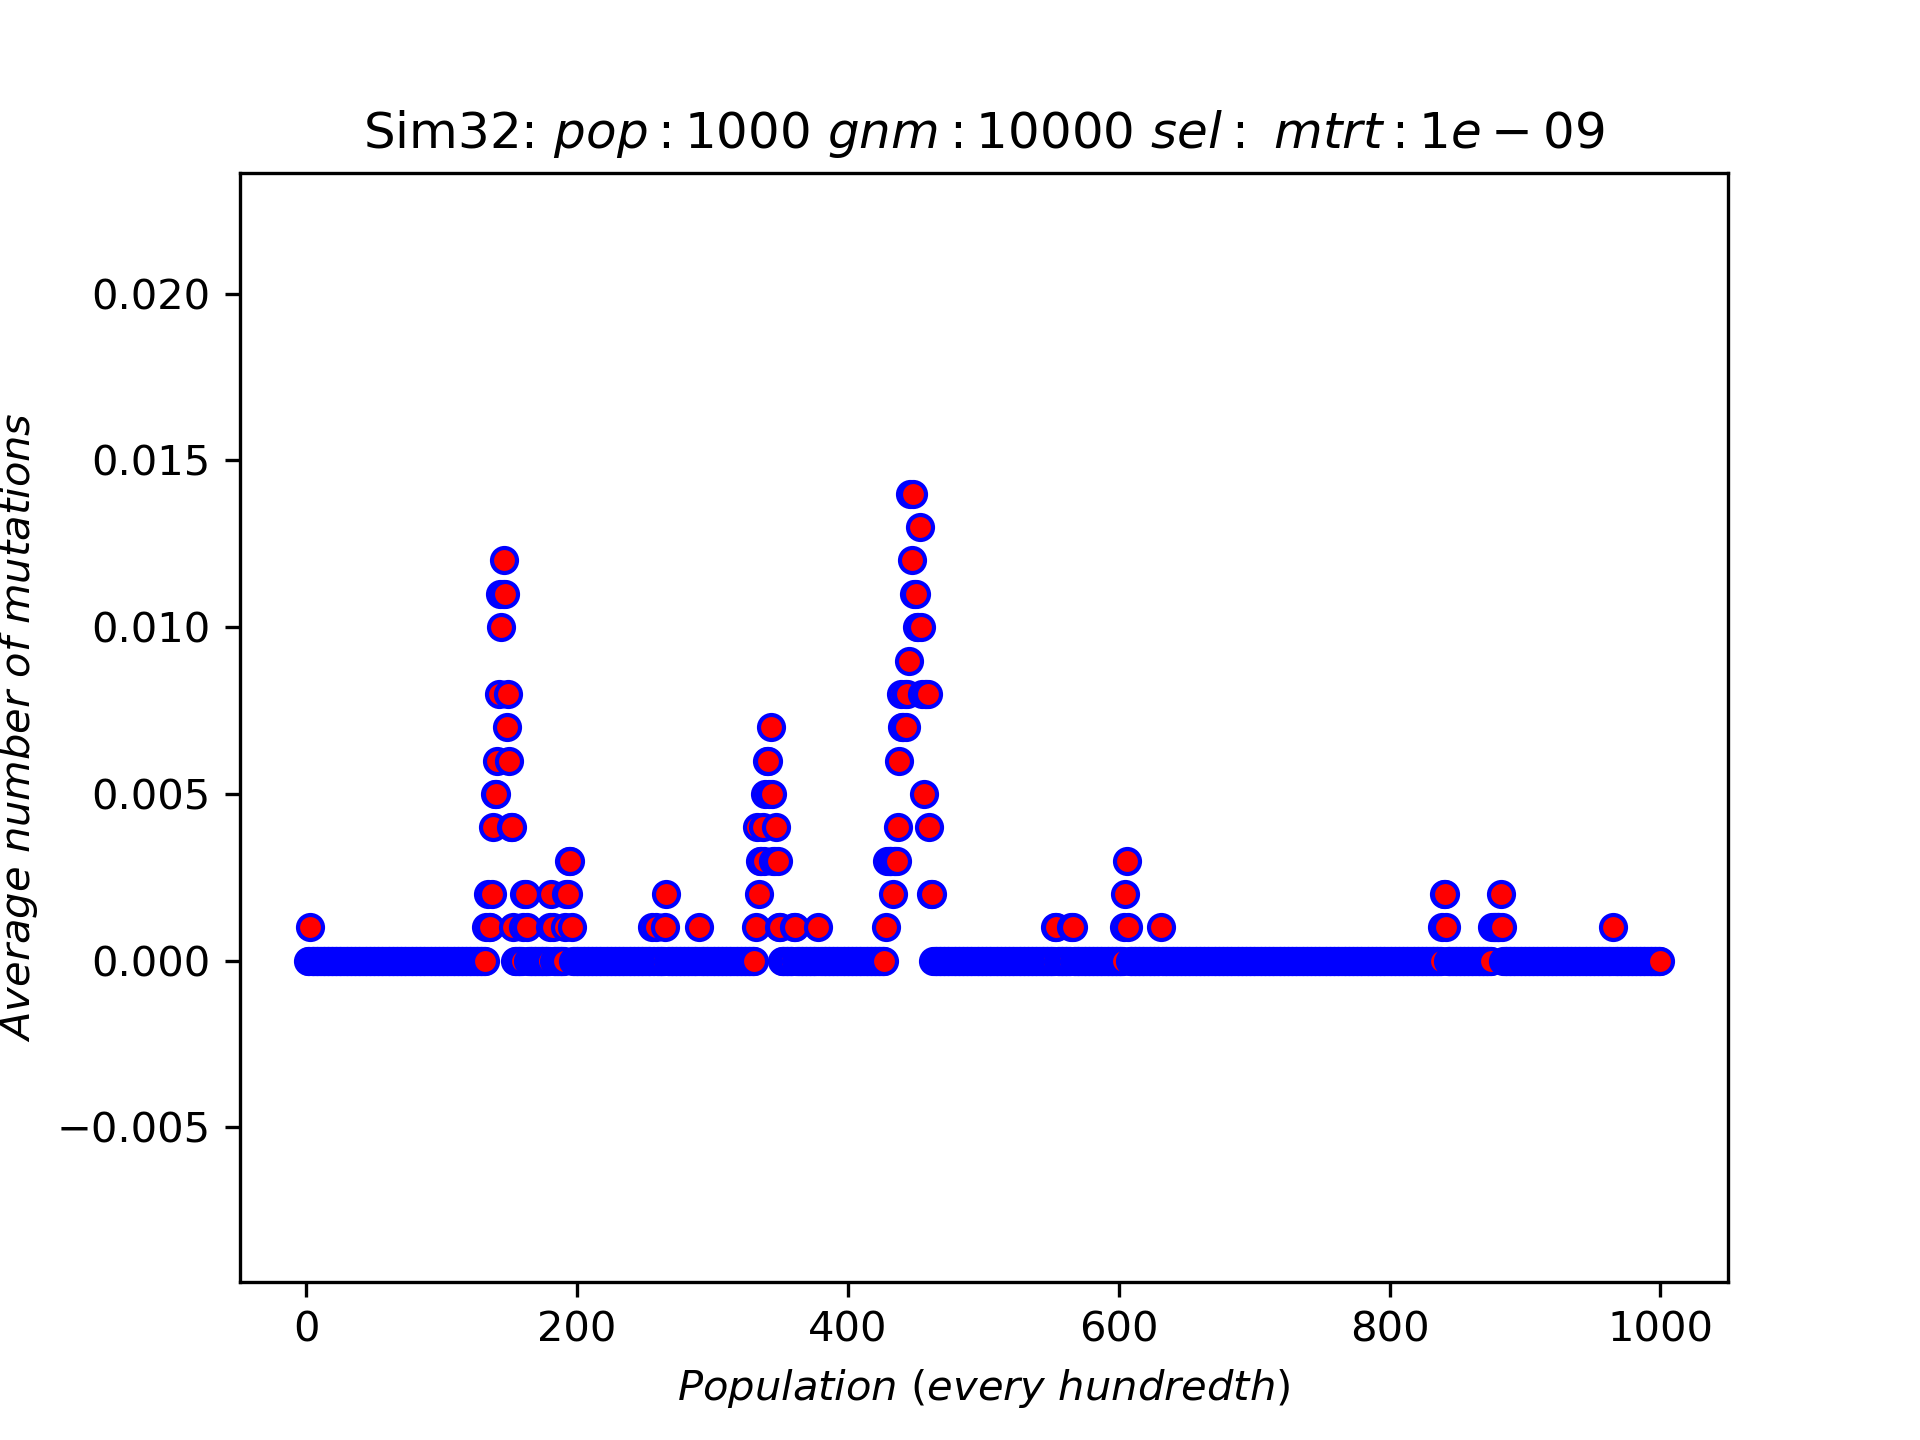 Sim32: pop : 1000 gnm : 10000 sel : mtrt : 1e − 09
Average number of mutations
0.020
0.015
0.010
0.005
0.000
−0.005
0 200 400 600 800 1000
Population (every hundredth)